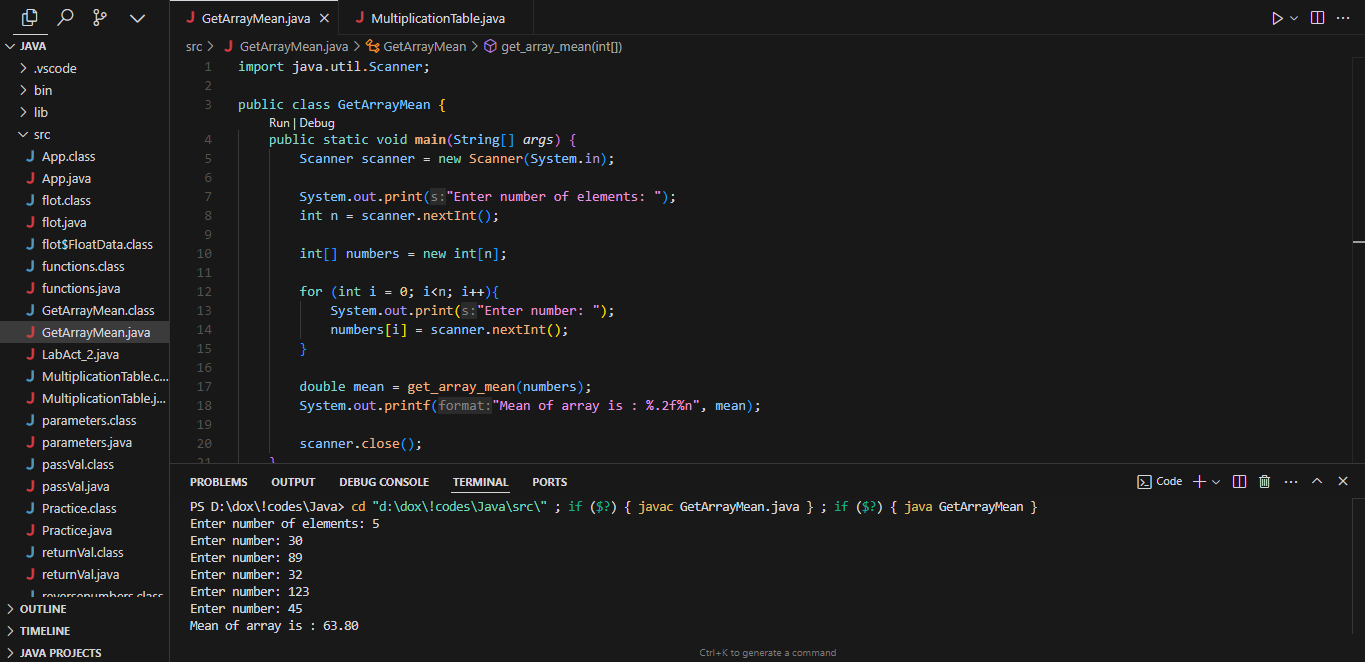 GetArrayMean.java
MultiplicationTable.java
JAVA
.vscode
bin
lib
src
App.class
App.java
flot.class
flot.java
flot$FloatData.class
functions.class
functions.java
GetArrayMean.class
GetArrayMean.java
LabAct_2.java
MultiplicationTable.c...
MultiplicationTable.j...
parameters.class
parameters.java
passVal.class
passVal.java
Practice.class
Practice.java
returnVal.class
returnVal.java
reversenumbers.class
OUTLINE
TIMELINE
JAVA PROJECTS
src > GetArrayMean.java > GetArrayMean > get_array_mean(int[])
1 import java.util.Scanner;
2
3 public class GetArrayMean {
Run | Debug
4 public static void main(String[] args) {
5 Scanner scanner = new Scanner(System.in);
6
7 System.out.print(s:"Enter number of elements: ");
8 int n = scanner.nextInt();
9
10 int[] numbers = new int[n];
11
12 for (int i = 0; i<n; i++){
13 System.out.print(s:"Enter number: ");
14 numbers[i] = scanner.nextInt();
15 }
16
17 double mean = get_array_mean(numbers);
18 System.out.printf(format:"Mean of array is : %.2f%n", mean);
19
20 scanner.close();
21 }
PROBLEMS OUTPUT DEBUG CONSOLE TERMINAL PORTS
Code
PS D:\dox\!codes\Java> cd "d:\dox\!codes\Java\src\" ; if ($?) { javac GetArrayMean.java } ; if ($?) { java GetArrayMean }
Enter number of elements: 5
Enter number: 30
Enter number: 89
Enter number: 32
Enter number: 123
Enter number: 45
Mean of array is : 63.80
Ctrl+K to generate a command